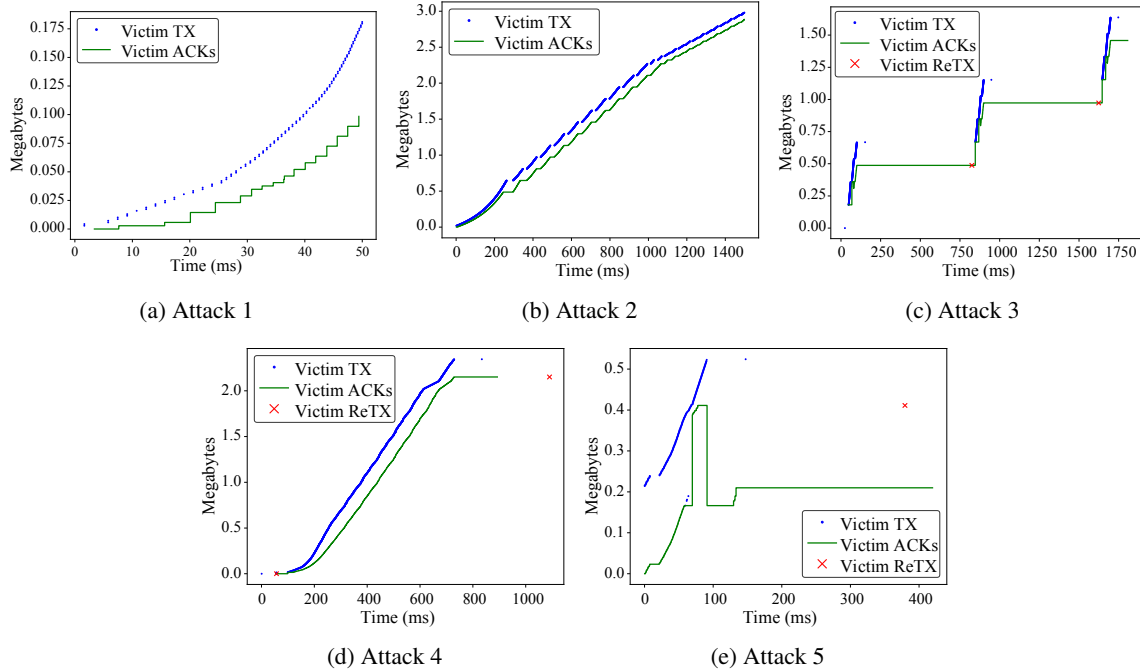 Victim TX
Victim ACKs
Megabytes
0.175
0.150
0.125
0.100
0.075
0.050
0.025
0.000
0 10 20 30 40 50
Time (ms)
(a) Attack 1
Victim TX
Victim ACKs
Megabytes
3.0
2.5
2.0
1.5
1.0
0.5
0.0
0 200 400 600 800 1000 1200 1400
Time (ms)
(b) Attack 2
Victim TX
Victim ACKs
Victim ReTX
Megabytes
1.50
1.25
1.00
0.75
0.50
0.25
0.00
0 250 500 750 1000 1250 1500 1750
Time (ms)
(c) Attack 3
Victim TX
Victim ACKs
Victim ReTX
Megabytes
2.0
1.5
1.0
0.5
0.0
0 200 400 600 800 1000
Time (ms)
(d) Attack 4
Megabytes
0.5
0.4
0.3
0.2
0.1
0.0
Victim TX
Victim ACKs
Victim ReTX
0 100 200 300 400
Time (ms)
(e) Attack 5